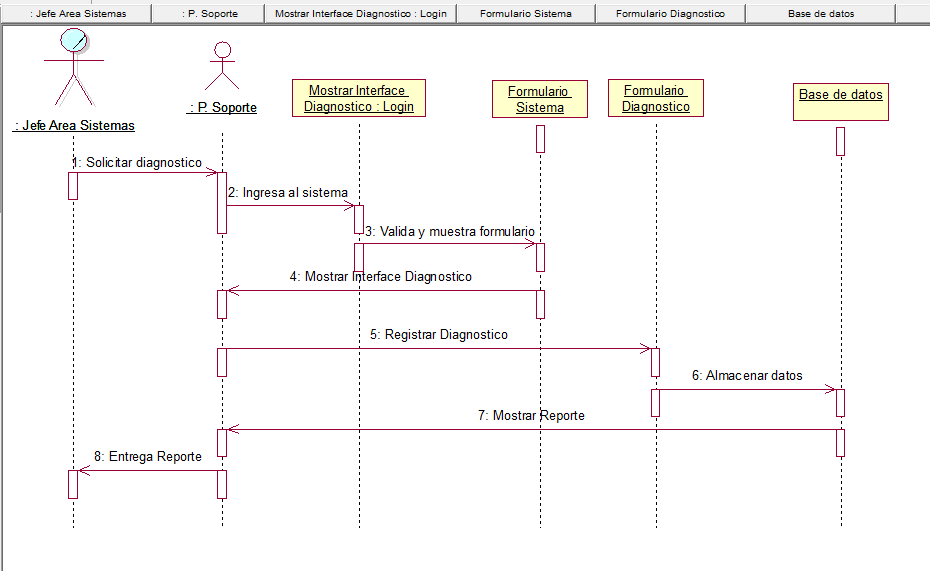 : Jefe Area Sistemas
: P. Soporte
Mostrar Interface Diagnostico : Login
Formulario Sistema
Formulario Diagnostico
Base de datos
: Jefe Area Sistemas
: P. Soporte
Mostrar Interface
Diagnostico : Login
Formulario
Sistema
Formulario
Diagnostico
Base de datos
1: Solicitar diagnostico
2: Ingresa al sistema
3: Valida y muestra formulario
4: Mostrar Interface Diagnostico
5: Registrar Diagnostico
6: Almacenar datos
7: Mostrar Reporte
8: Entrega Reporte